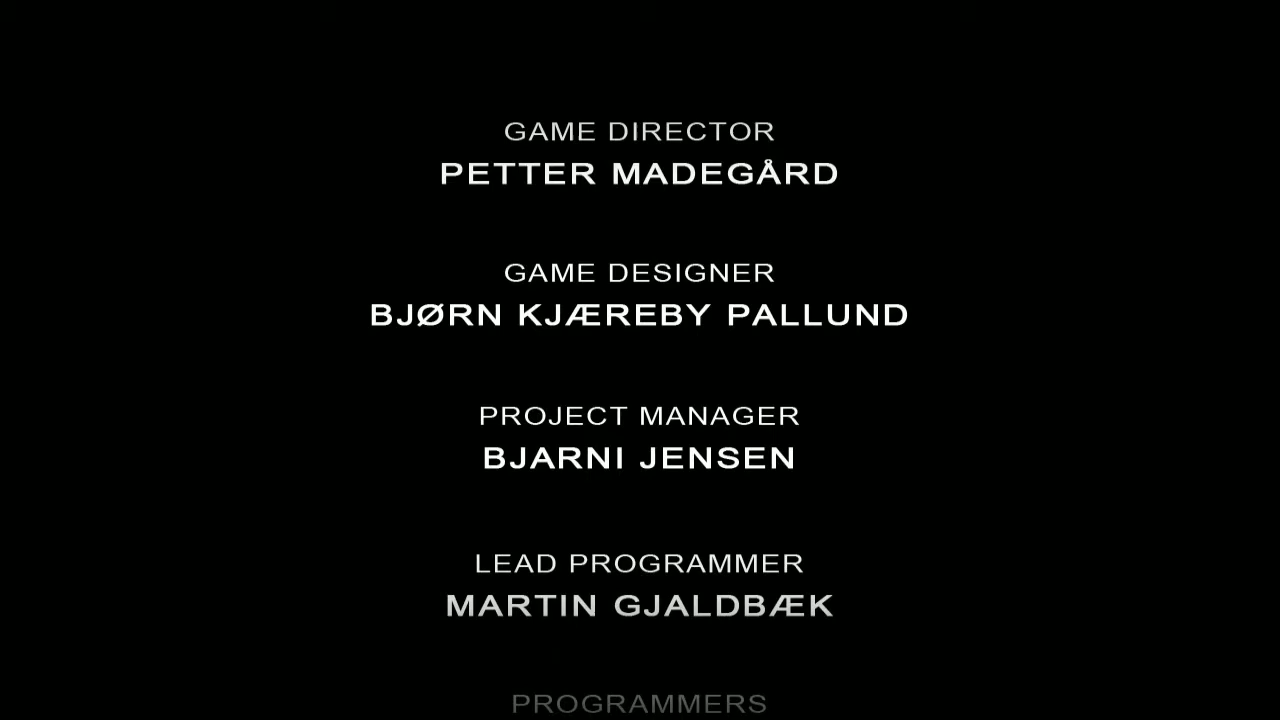 GAME DIRECTOR
PETTER MADEGÅRD
GAME DESIGNER
BJØRN KJÆREBY PALLUND
PROJECT MANAGER
BJARNI JENSEN
LEAD PROGRAMMER
MARTIN GJALDBÆK
PROGRAMMERS